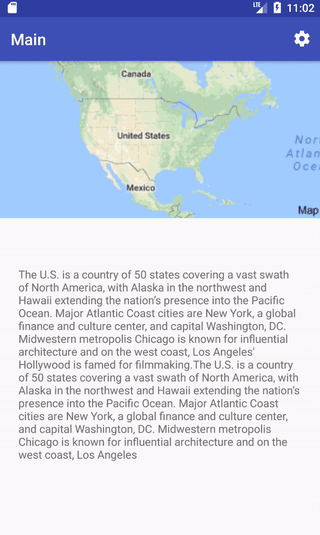 LTE 11:02
Main
Canada
United States
Mexico
Nor
Atlan
Oce
Map
The U.S. is a country of 50 states covering a vast swath
of North America, with Alaska in the northwest and
Hawaii extending the nation's presence into the Pacific
Ocean. Major Atlantic Coast cities are New York, a global
finance and culture center, and capital Washington, DC.
Midwestern metropolis Chicago is known for influential
architecture and on the west coast, Los Angeles'
Hollywood is famed for filmmaking.The U.S. is a country
of 50 states covering a vast swath of North America, with
Alaska in the northwest and Hawaii extending the nation's
presence into the Pacific Ocean. Major Atlantic Coast
cities are New York, a global finance and culture center,
and capital Washington, DC. Midwestern metropolis
Chicago is known for influential architecture and on the
west coast, Los Angeles